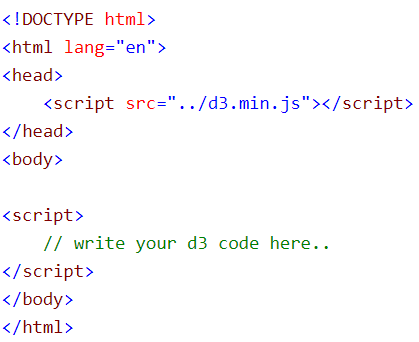 <!DOCTYPE html>
<html lang="en">
<head>
    <script src="../d3.min.js"></script>
</head>
<body>

<script>
    // write your d3 code here..
</script>
</body>
</html>